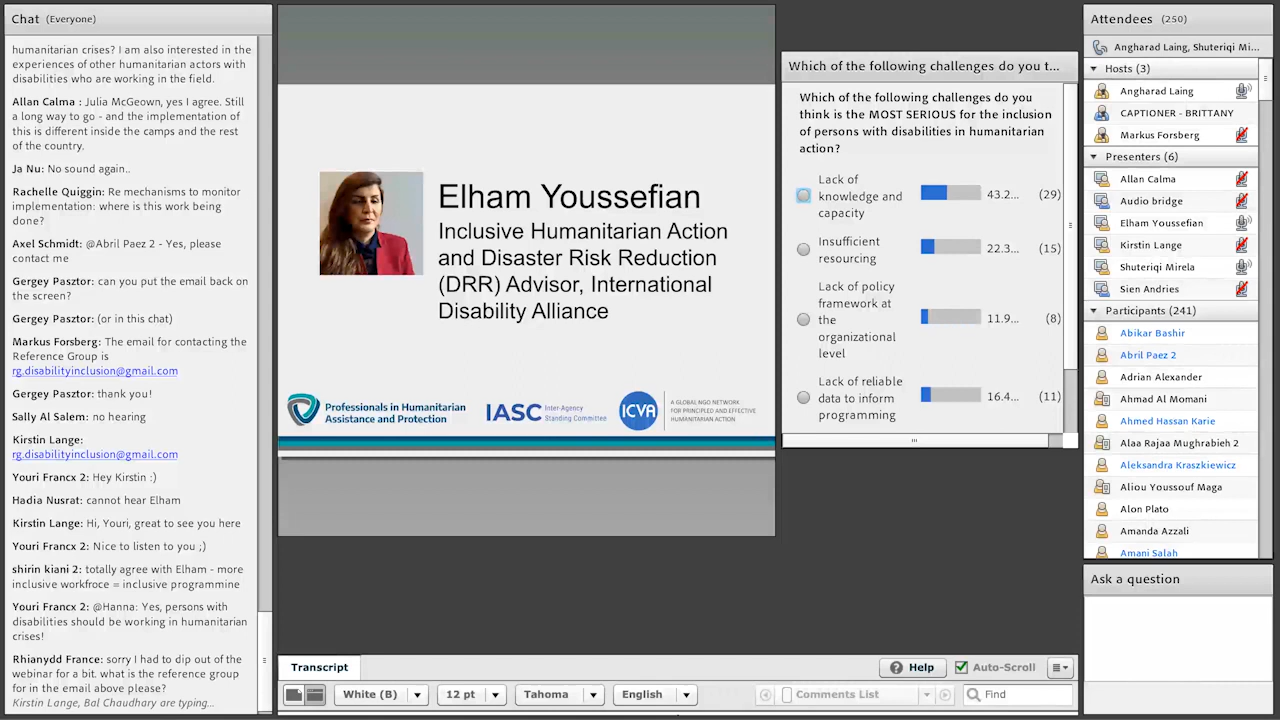 Chat (Everyone)
humanitarian crises? I am also interested in the
experiences of other humanitarian actors with
disabilities who are working in the field.
Allan Calma : Julia McGeown, yes I agree. Still
a long way to go - and the implementation of
this is different inside the camps and the rest
of the country.
Ja Nu: No sound again..
Rachelle Quiggin: Re mechanisms to monitor
implementation: where is this work being
done?
Axel Schmidt: @Abril Paez 2 - Yes, please
contact me
Gergey Pasztor: can you put the email back on
the screen?
Gergey Pasztor: (or in this chat)
Markus Forsberg: The email for contacting the
Reference Group is
rg.disabilityinclusion@gmail.com
Gergey Pasztor: thank you!
Sally Al Salem: no hearing
Kirstin Lange:
rg.disabilityinclusion@gmail.com
Youri Francx 2: Hey Kirstin :)
Hadia Nusrat: cannot hear Elham
Kirstin Lange: Hi, Youri, great to see you here
Youri Francx 2: Nice to listen to you ;)
shirin kiani 2: totally agree with Elham - more
inclusive workfroce = inclusive programmine
Youri Francx 2: @Hanna: Yes, persons with
disabilities should be working in humanitarian
crises!
Rhianydd France: sorry I had to dip out of the
webinar for a bit. what is the reference group
for in the email above please?
Kirstin Lange, Bal Chaudhary are typing...
Elham Youssefian
Inclusive Humanitarian Action
and Disaster Risk Reduction
(DRR) Advisor, International
Disability Alliance
Professionals in Humanitarian
Assistance and Protection
IASC Inter-Agency
Standing Committee
ICVA
A GLOBAL NGO NETWORK
FOR PRINCIPLED AND EFFECTIVE
HUMANITARIAN ACTION
Which of the following challenges do you t...
Which of the following challenges do you
think is the MOST SERIOUS for the inclusion
of persons with disabilities in humanitarian
action?
Lack of
knowledge and
capacity
43.2... (29)
Insufficient
resourcing
22.3... (15)
Lack of policy
framework at
the
organizational
level
11.9... (8)
Lack of reliable
data to inform
programming
16.4... (11)
Transcript
Help
Auto-Scroll
White (B)
12 pt
Tahoma
English
Comments List
Find
Attendees (250)
Angharad Laing, Shuteriqi Mi...
Hosts (3)
Angharad Laing
CAPTIONER - BRITTANY
Markus Forsberg
Presenters (6)
Allan Calma
Audio bridge
Elham Youssefian
Kirstin Lange
Shuteriqi Mirela
Sien Andries
Participants (241)
Abikar Bashir
Abril Paez 2
Adrian Alexander
Ahmad Al Momani
Ahmed Hassan Karie
Alaa Rajaa Mughrabieh 2
Aleksandra Kraszkiewicz
Aliou Youssouf Maga
Alon Plato
Amanda Azzali
Amani Salah
Ask a question